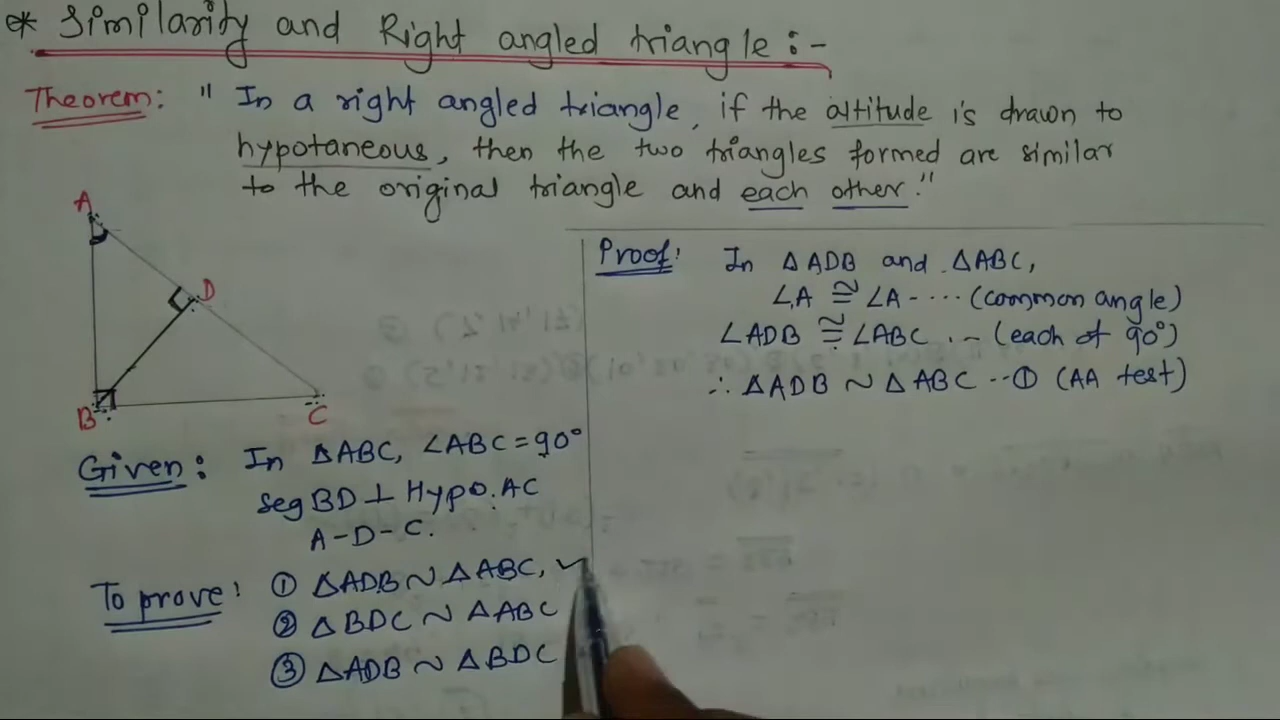 * Similarity and Right angled triangle :-
Theorem: " In a right angled triangle, if the altitude is drawn to
hypotaneous, then the two triangles formed are similar
to the original triangle and each other."
A
D
B
C
Given: In ΔABC, ∠ABC = 90°
seg BD ⊥ Hypo. AC
A-D-C.
To prove: ① ΔADB ~ ΔABC, ✓
② ΔBDC ~ ΔABC
③ ΔADB ~ ΔBDC
Proof: In ΔADB and ΔABC,
∠A ≅ ∠A .... (common angle)
∠ADB ≅ ∠ABC .-- (each of 90°)
∴ ΔADB ~ ΔABC --① (AA test)